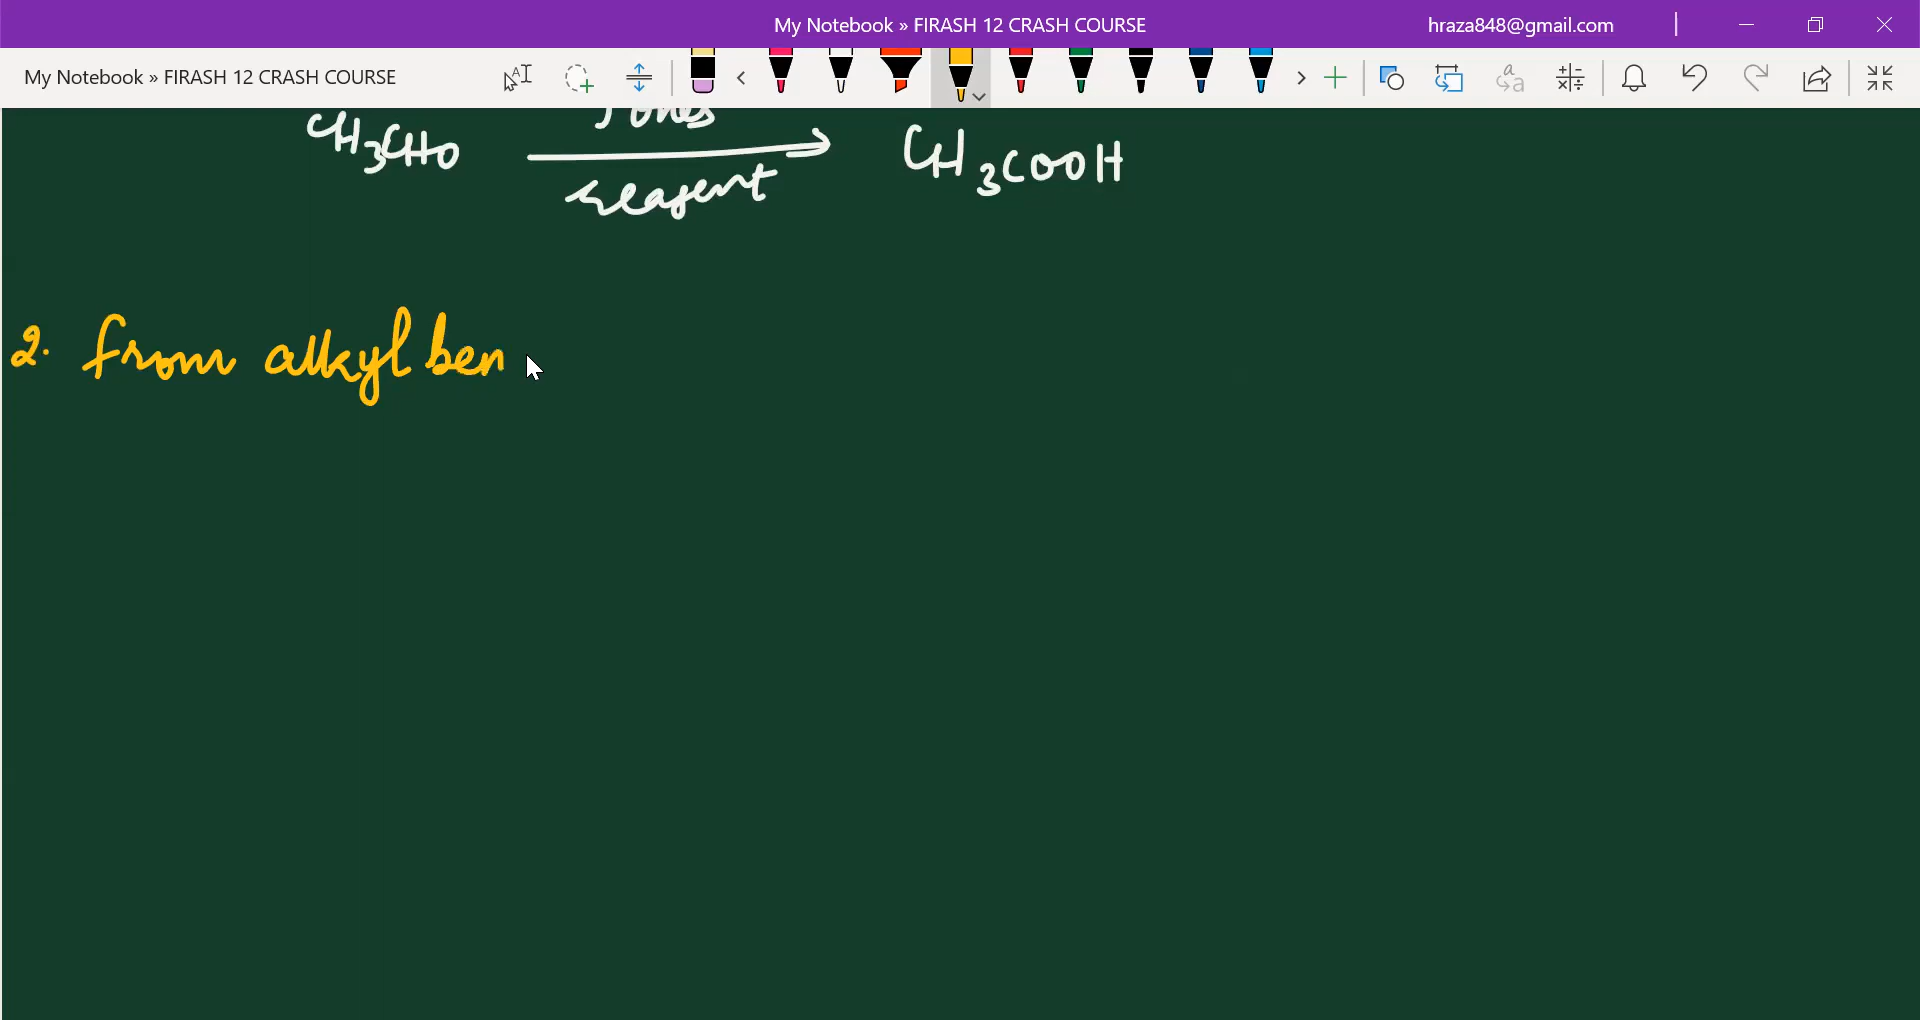 My Notebook » FIRASH 12 CRASH COURSE
hraza848@gmail.com
My Notebook » FIRASH 12 CRASH COURSE
CH3CHO Jones reagent CH3COOH
2. from alkyl ben